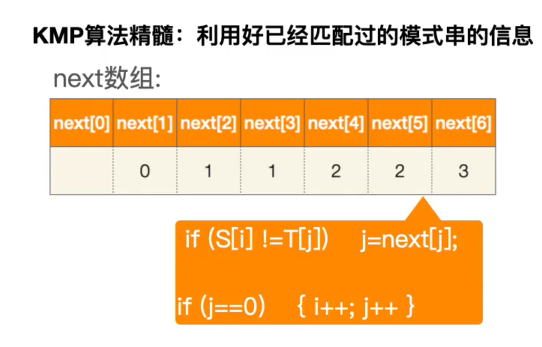 KMP算法精髓：利用好已经匹配过的模式串的信息
next数组:
next[0] next[1] next[2] next[3] next[4] next[5] next[6]
0 1 1 2 2 3
if (S[i] !=T[j]) j=next[j];
if (j==0) { i++; j++ }